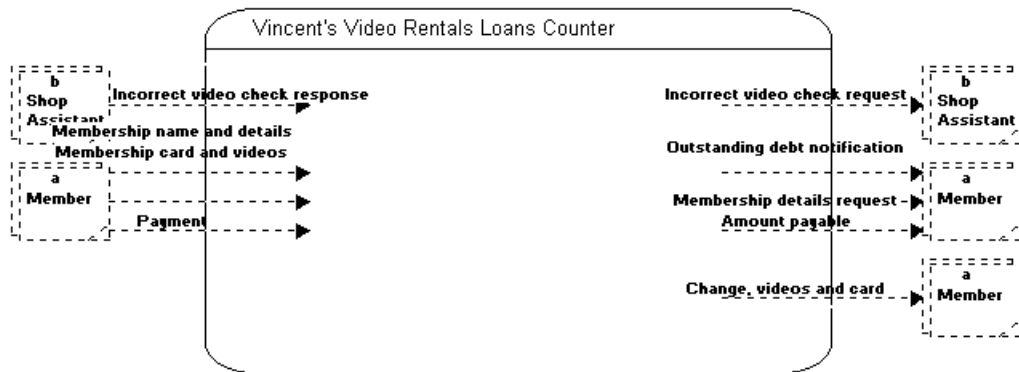 Vincent's Video Rentals Loans Counter
b
Shop
Assistant
Incorrect video check response
Membership name and details
Membership card and videos
a
Member
Payment
Incorrect video check request
b
Shop
Assistant
Outstanding debt notification
a
Member
Membership details request
Amount payable
Change, videos and card
a
Member